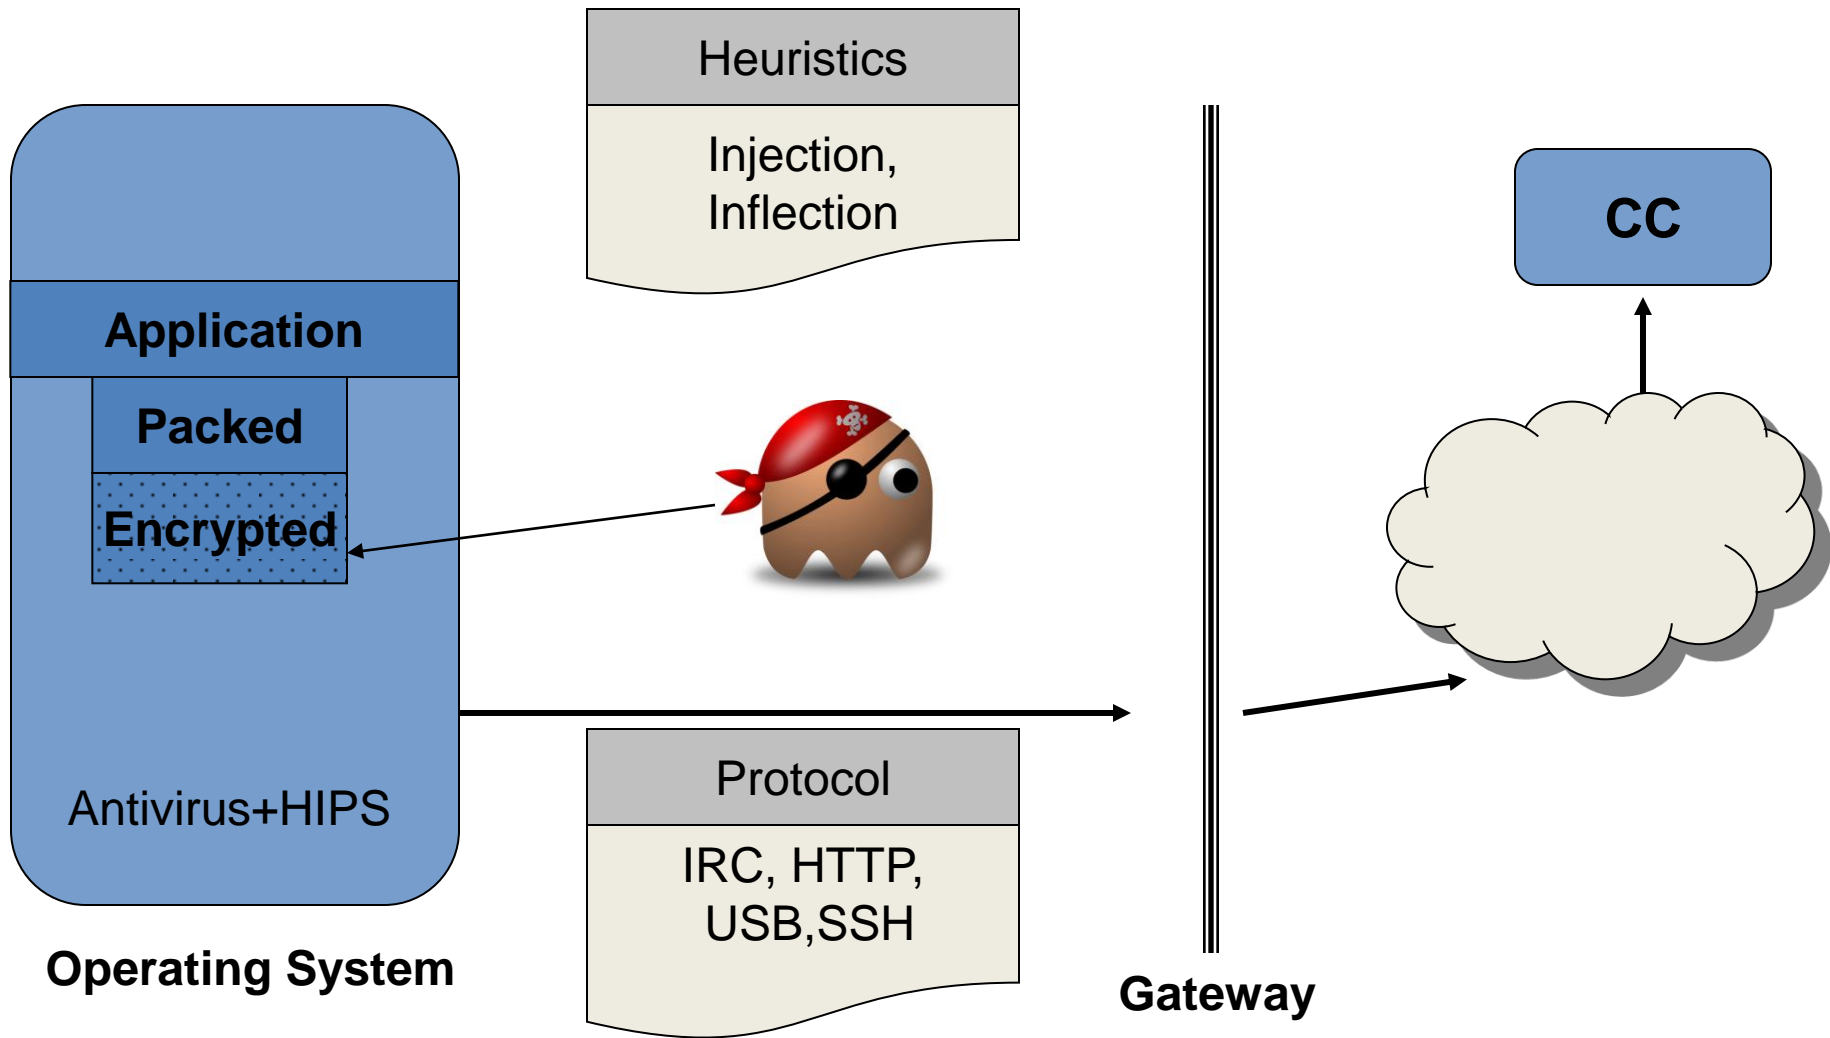 Heuristics
Injection,
Inflection
CC
Application
Packed
Encrypted
Antivirus+HIPS
Operating System
Protocol
IRC, HTTP,
USB,SSH
Gateway